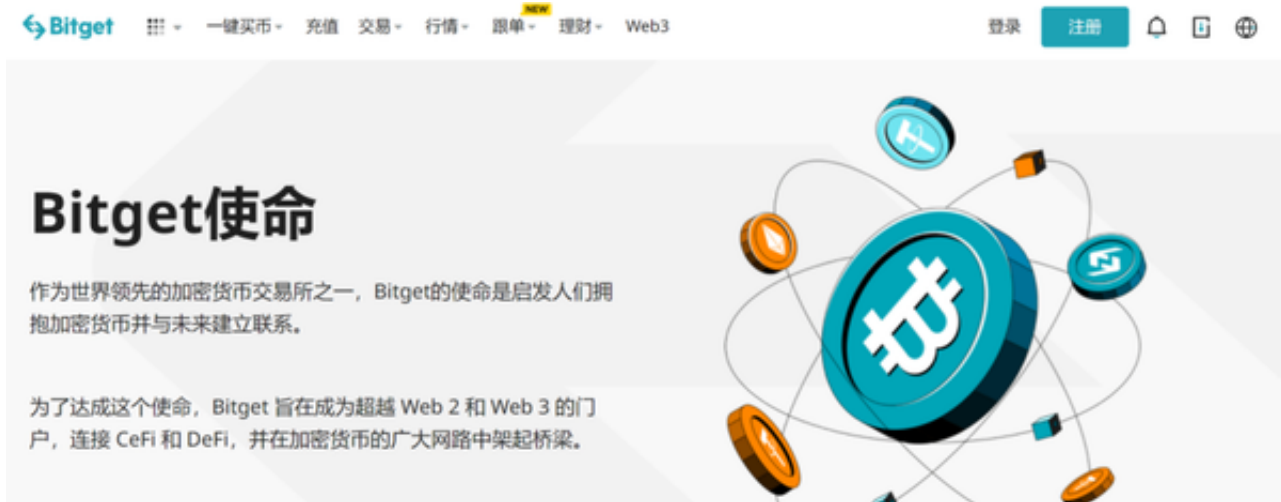 Bitget 一键买币 充值 交易 行情 跟单 NEW 理财 Web3 登录 注册
Bitget使命
作为世界领先的加密货币交易所之一，Bitget的使命是启发人们拥
抱加密货币并与未来建立联系。
为了达成这个使命，Bitget 旨在成为超越 Web 2 和 Web 3 的门
户，连接 CeFi 和 DeFi，并在加密货币的广大网路中架起桥梁。